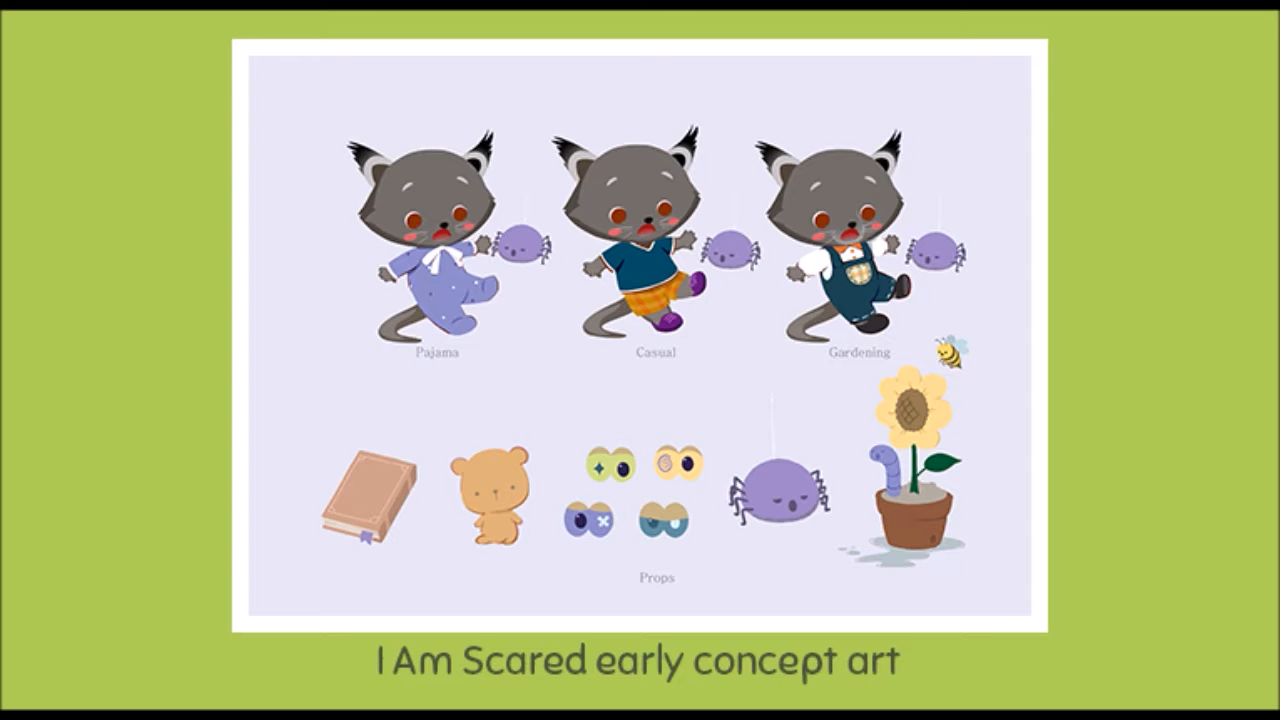 Pajama
Casual
Gardening
Props
I Am Scared early concept art